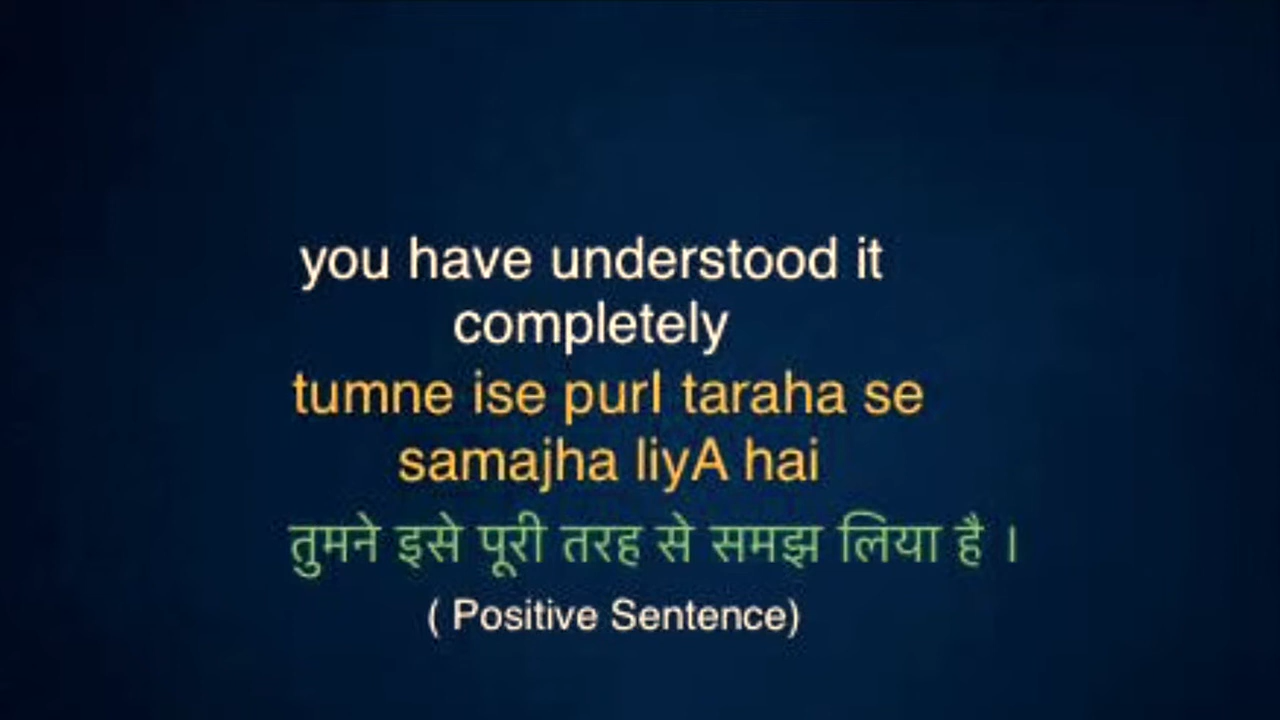 you have understood it
completely
tumne ise purI taraha se
samajha liyA hai
तुमने इसे पूरी तरह से समझ लिया है ।
( Positive Sentence)